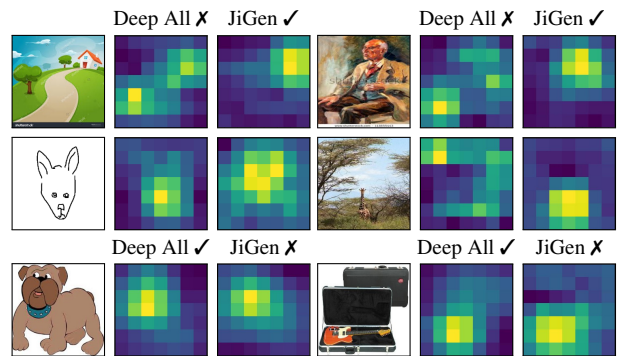 Deep All ✗ JiGen ✓ Deep All ✗ JiGen ✓
Deep All ✓ JiGen ✗ Deep All ✓ JiGen ✗